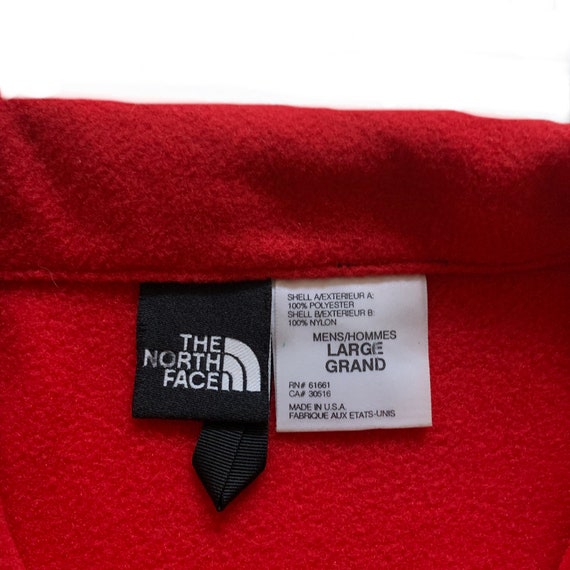 THE
NORTH
FACE
SHELL A/EXTERIEUR A:
100% POLYESTER
SHELL B/EXTERIEUR B:
100% NYLON
MENS/HOMMES
LARGE
GRAND
RN# 61661
CA# 30516
MADE IN U.S.A.
FABRIQUE AUX ETATS-UNIS